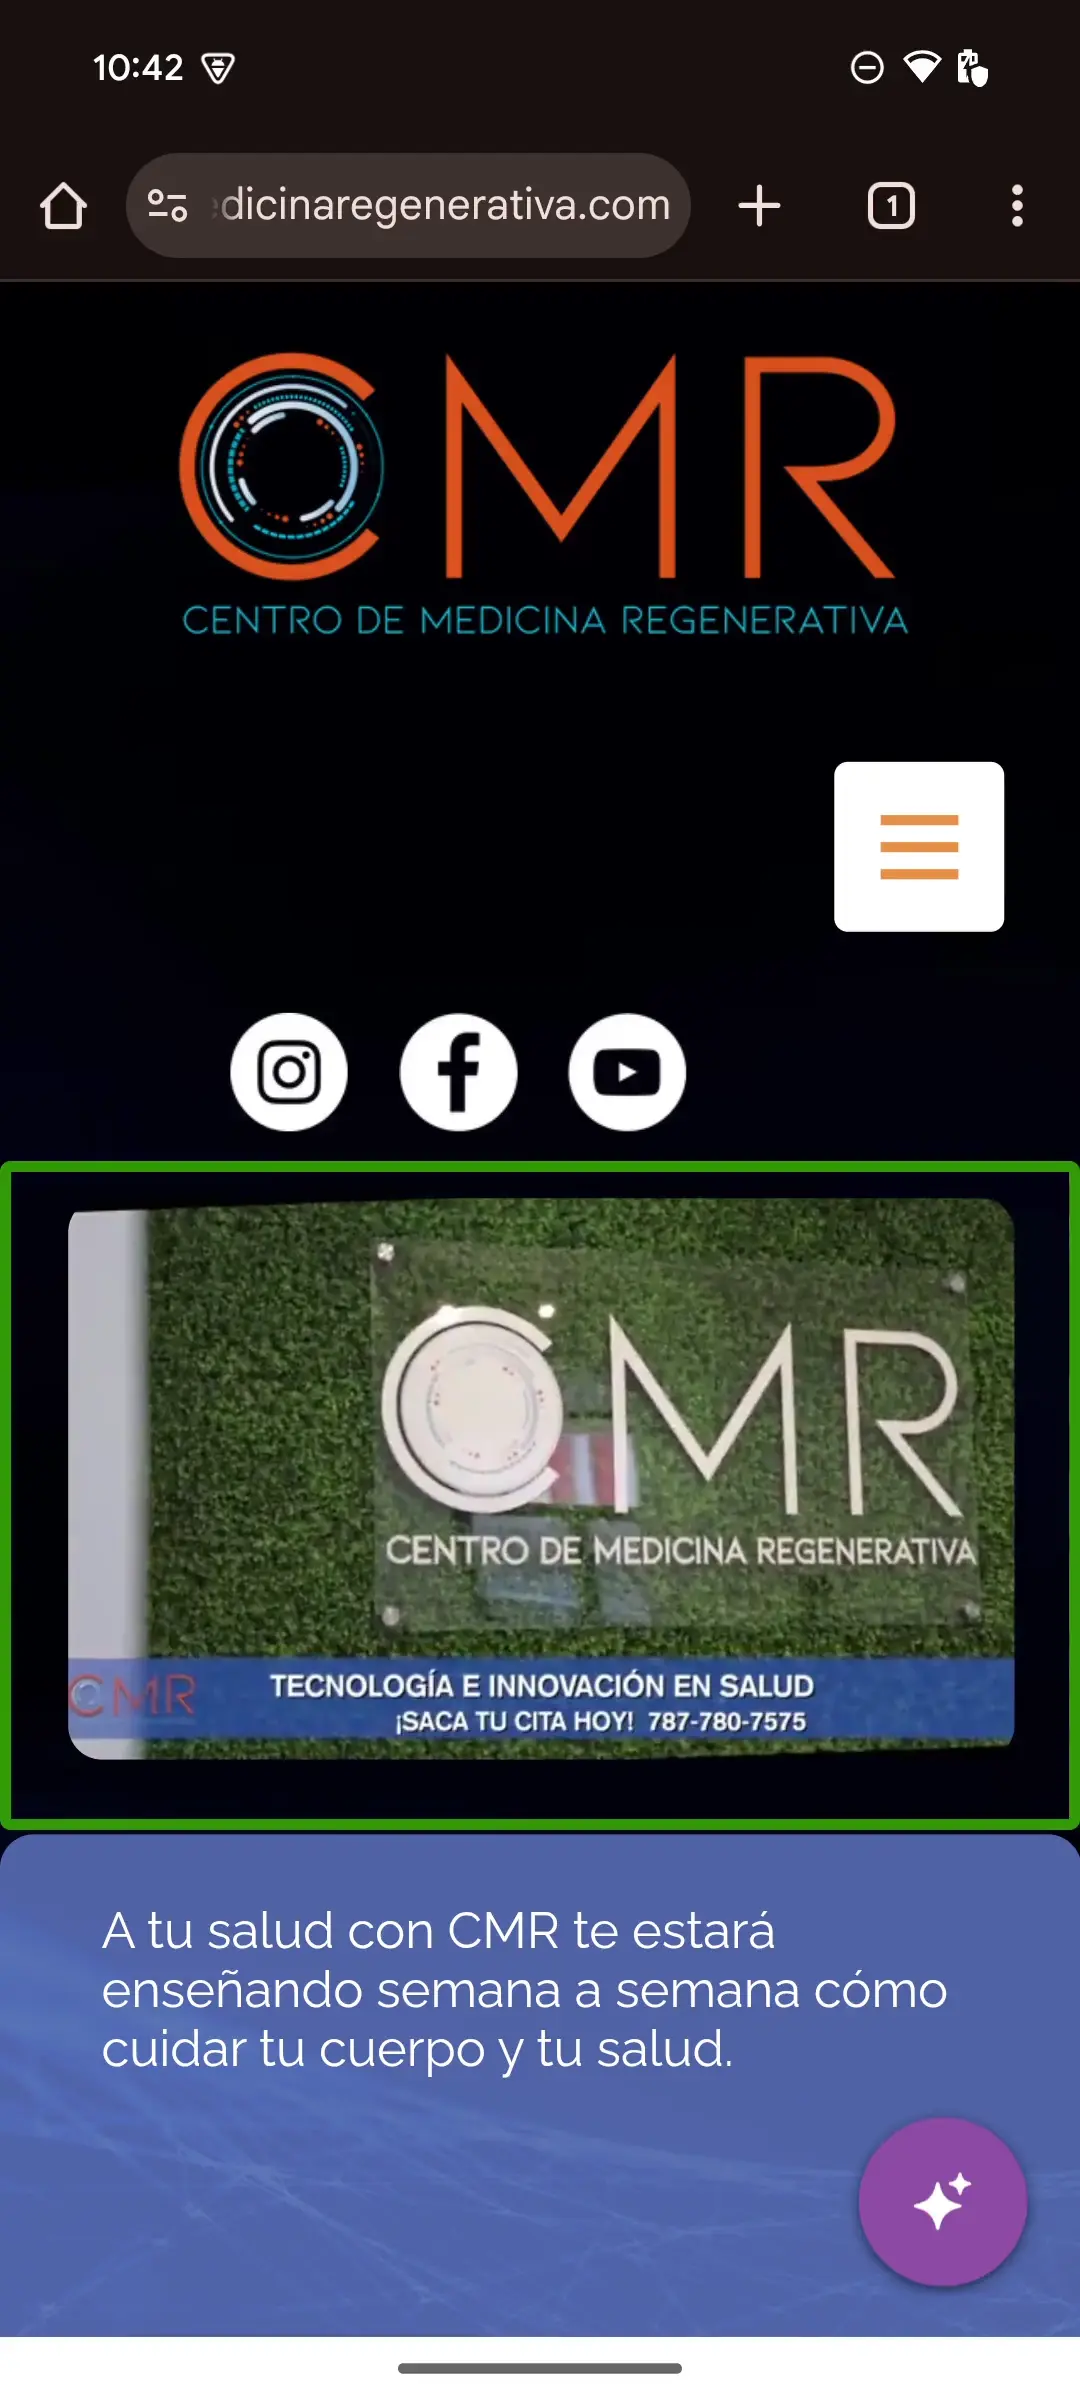 10:42
dicinaregenerativa.com
1
CMR
CENTRO DE MEDICINA REGENERATIVA
CMR
CENTRO DE MEDICINA REGENERATIVA
CMR
TECNOLOGÍA E INNOVACIÓN EN SALUD
¡SACA TU CITA HOY! 787-780-7575
A tu salud con CMR te estará
enseñando semana a semana cómo
cuidar tu cuerpo y tu salud.